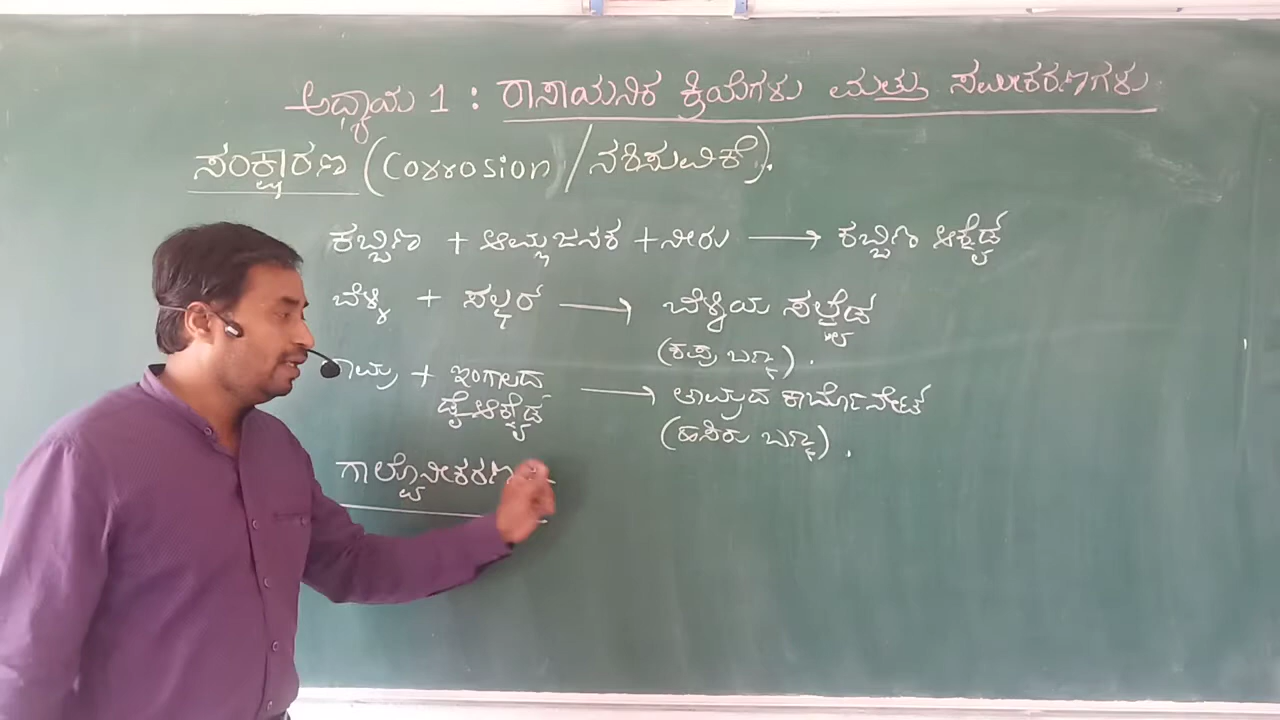 ಅಧ್ಯಾಯ 1 : ರಾಸಾಯನಿಕ ಕ್ರಿಯೆಗಳು ಮತ್ತು ಸಮೀಕರಣಗಳು
ಸಂಕ್ಷಾರಣ (Corrosion / ನಶಿಸುವಿಕೆ).
ಕಬ್ಬಿಣ + ಆಮ್ಲಜನಕ + ನೀರು ⟶ ಕಬ್ಬಿಣ ಆಕ್ಸೈಡ್
ಬೆಳ್ಳಿ + ಸಲ್ಫರ್ ⟶ ಬೆಳ್ಳಿಯ ಸಲ್ಫೈಡ್
(ಕಪ್ಪು ಬಣ್ಣ).
ತಾಮ್ರ + ಇಂಗಾಲದ ⟶ ತಾಮ್ರದ ಕಾರ್ಬೊನೇಟ್
ಡೈ ಆಕ್ಸೈಡ್
(ಹಸಿರು ಬಣ್ಣ).
ಗಾಲ್ವನೀಕರಣ